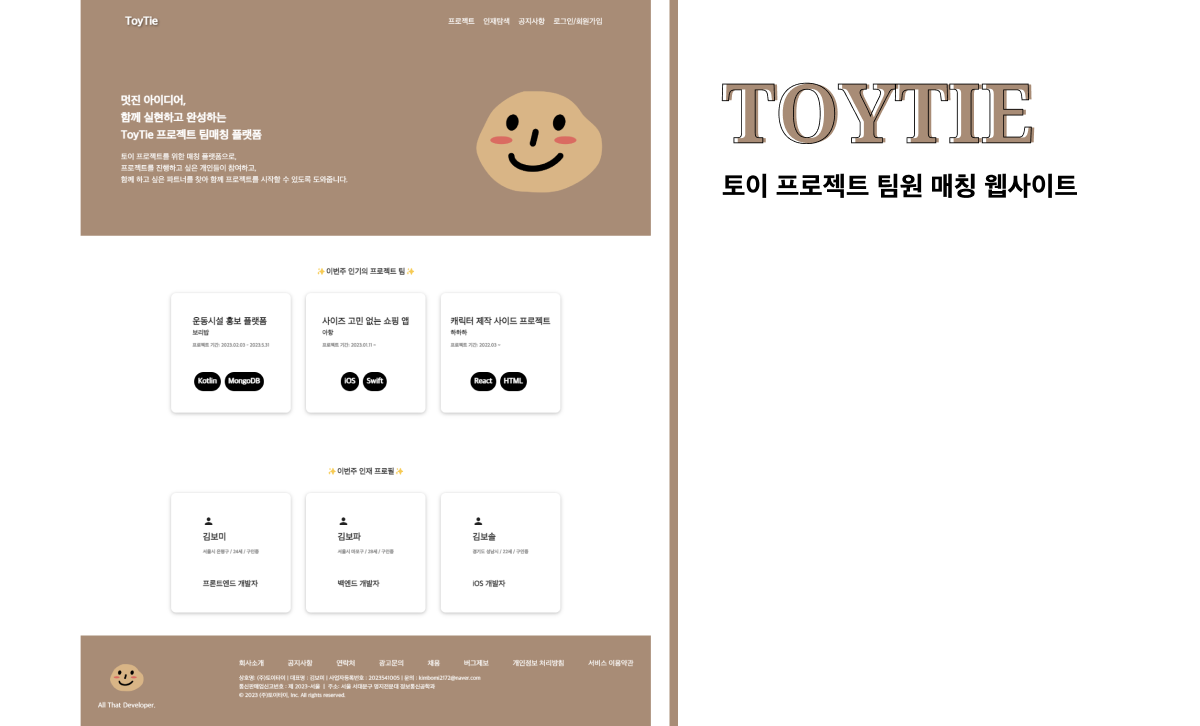 ToyTie
프로젝트 인재탐색 공지사항 로그인/회원가입
멋진 아이디어,
함께 실현하고 완성하는
ToyTie 프로젝트 팀매칭 플랫폼
토이 프로젝트를 위한 매칭 플랫폼으로,
프로젝트를 진행하고 싶은 개인들이 참여하고,
함께 하고 싶은 파트너를 찾아 함께 프로젝트를 시작할 수 있도록 도와줍니다.
✨이번주 인기의 프로젝트 팀✨
운동시설 홍보 플랫폼
보리밥
프로젝트 기간: 2023.02.03 - 2023.5.31
Kotlin MongoDB
사이즈 고민 없는 쇼핑 앱
아항
프로젝트 기간: 2023.01.11 ~
iOS Swift
캐릭터 제작 사이드 프로젝트
하하하
프로젝트 기간: 2022.03 ~
React HTML
✨이번주 인재 프로필✨
김보미
서울시 은평구 / 24세 / 구인중
프론트엔드 개발자
김보파
서울시 마포구 / 28세 / 구인중
백엔드 개발자
김보솔
경기도 성남시 / 22세 / 구인중
iOS 개발자
All That Developer.
회사소개 공지사항 연락처 광고문의 채용 버그제보 개인정보 처리방침 서비스 이용약관
상호명: (주)토이타이 | 대표명 : 김보미 | 사업자등록번호 : 2023541005 | 문의 : kimbomi2172@naver.com
통신판매업신고번호 : 제 2023-서울 | 주소: 서울 서대문구 명지전문대 정보통신공학과
© 2023 (주)토이타이, Inc. All rights reserved.
TOYTIE
토이 프로젝트 팀원 매칭 웹사이트